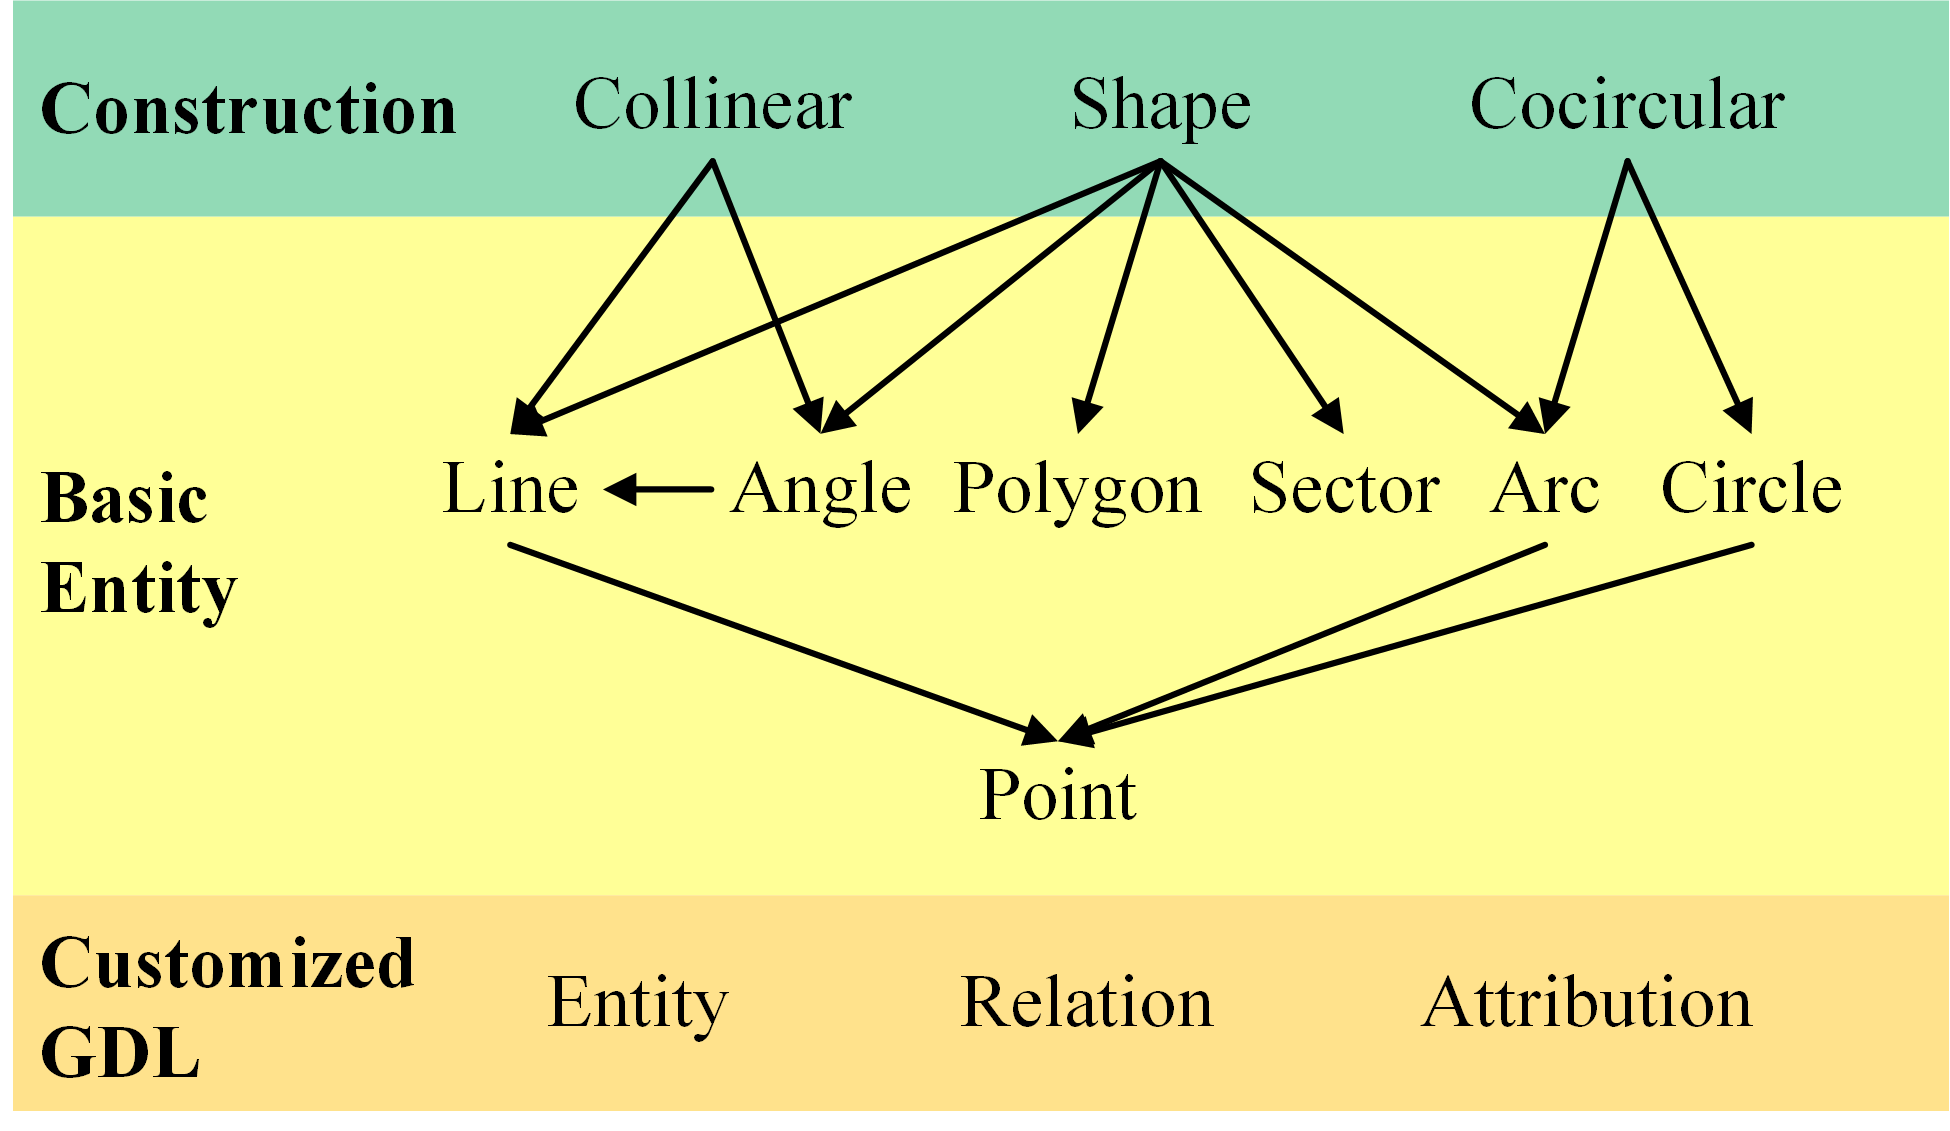 Construction
Collinear
Shape
Cocircular
Basic
Entity
Line
Angle
Polygon
Sector
Arc
Circle
Point
Customized
GDL
Entity
Relation
Attribution